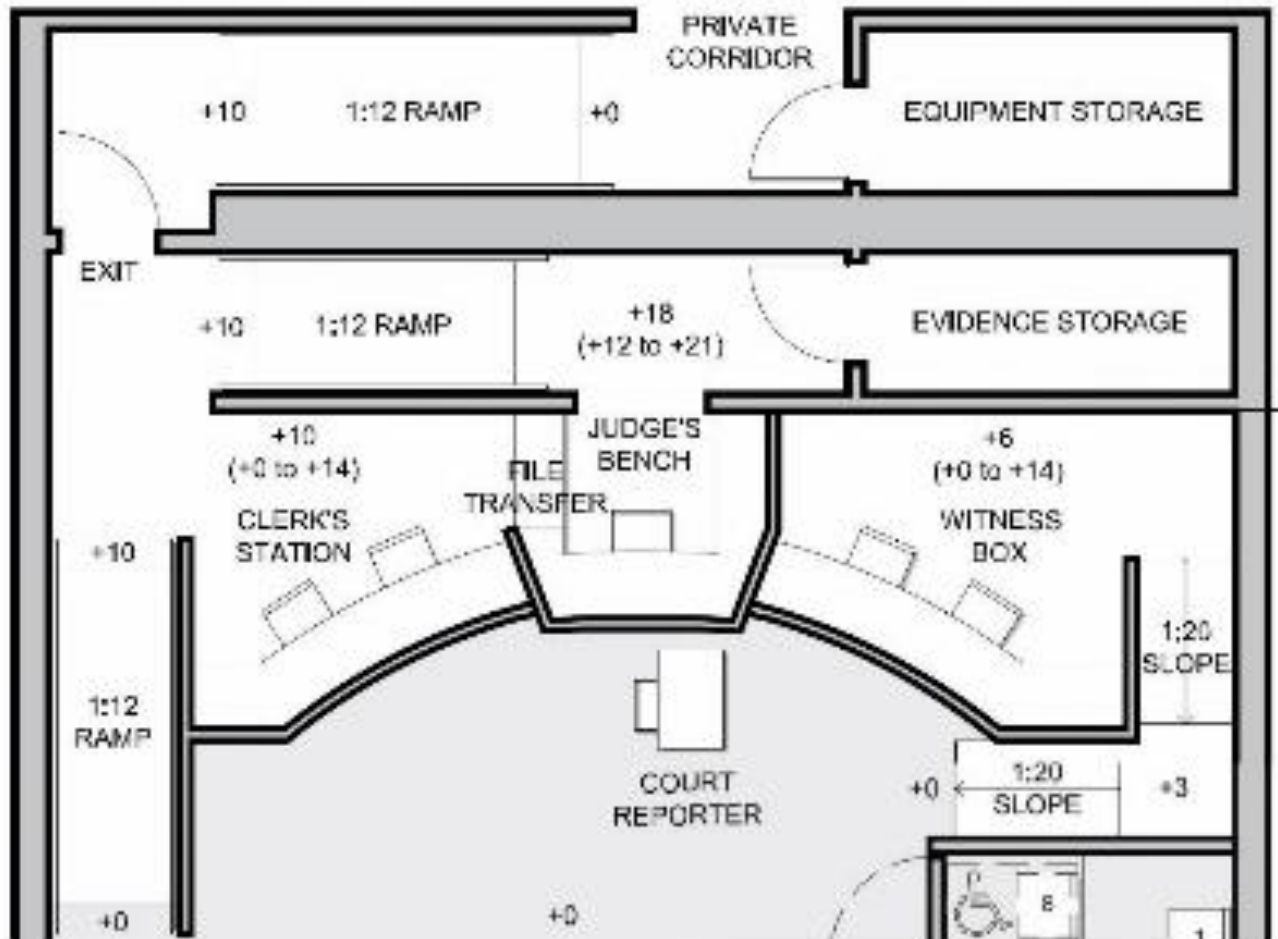 PRIVATE
CORRIDOR
+10
1:12 RAMP
+0
EQUIPMENT STORAGE
EXIT
+10
1:12 RAMP
+18
(+12 to +21)
EVIDENCE STORAGE
+10
(+0 to +14)
JUDGE'S
BENCH
+6
(+0 to +14)
FILE
TRANSFER
CLERK'S
STATION
WITNESS
BOX
+10
1:20
SLOPE
1:12
RAMP
COURT
REPORTER
+0
1:20
SLOPE
+3
+0
+0
8
1